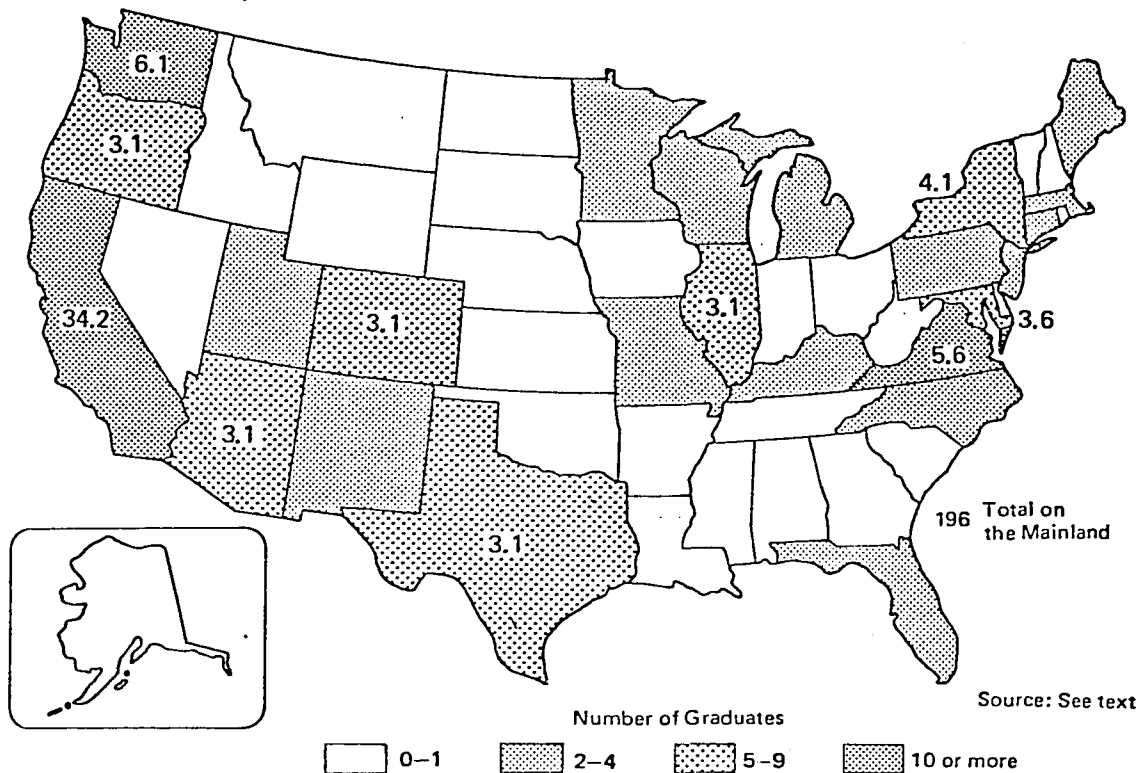 6.1
3.1
4.1
34.2
3.1
3.1
3.6
5.6
3.1
196 Total on
the Mainland
3.1
Source: See text
Number of Graduates
0–1 2–4 5–9 10 or more